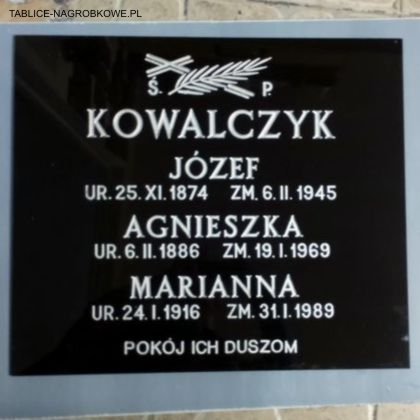 TABLICE-NAGROBKOWE.PL
Ś. P.
KOWALCZYK
JÓZEF
UR. 25. XI. 1874 ZM. 6. II. 1945
AGNIESZKA
UR. 6. II. 1886 ZM. 19. I. 1969
MARIANNA
UR. 24. I. 1916 ZM. 31. I. 1989
POKÓJ ICH DUSZOM